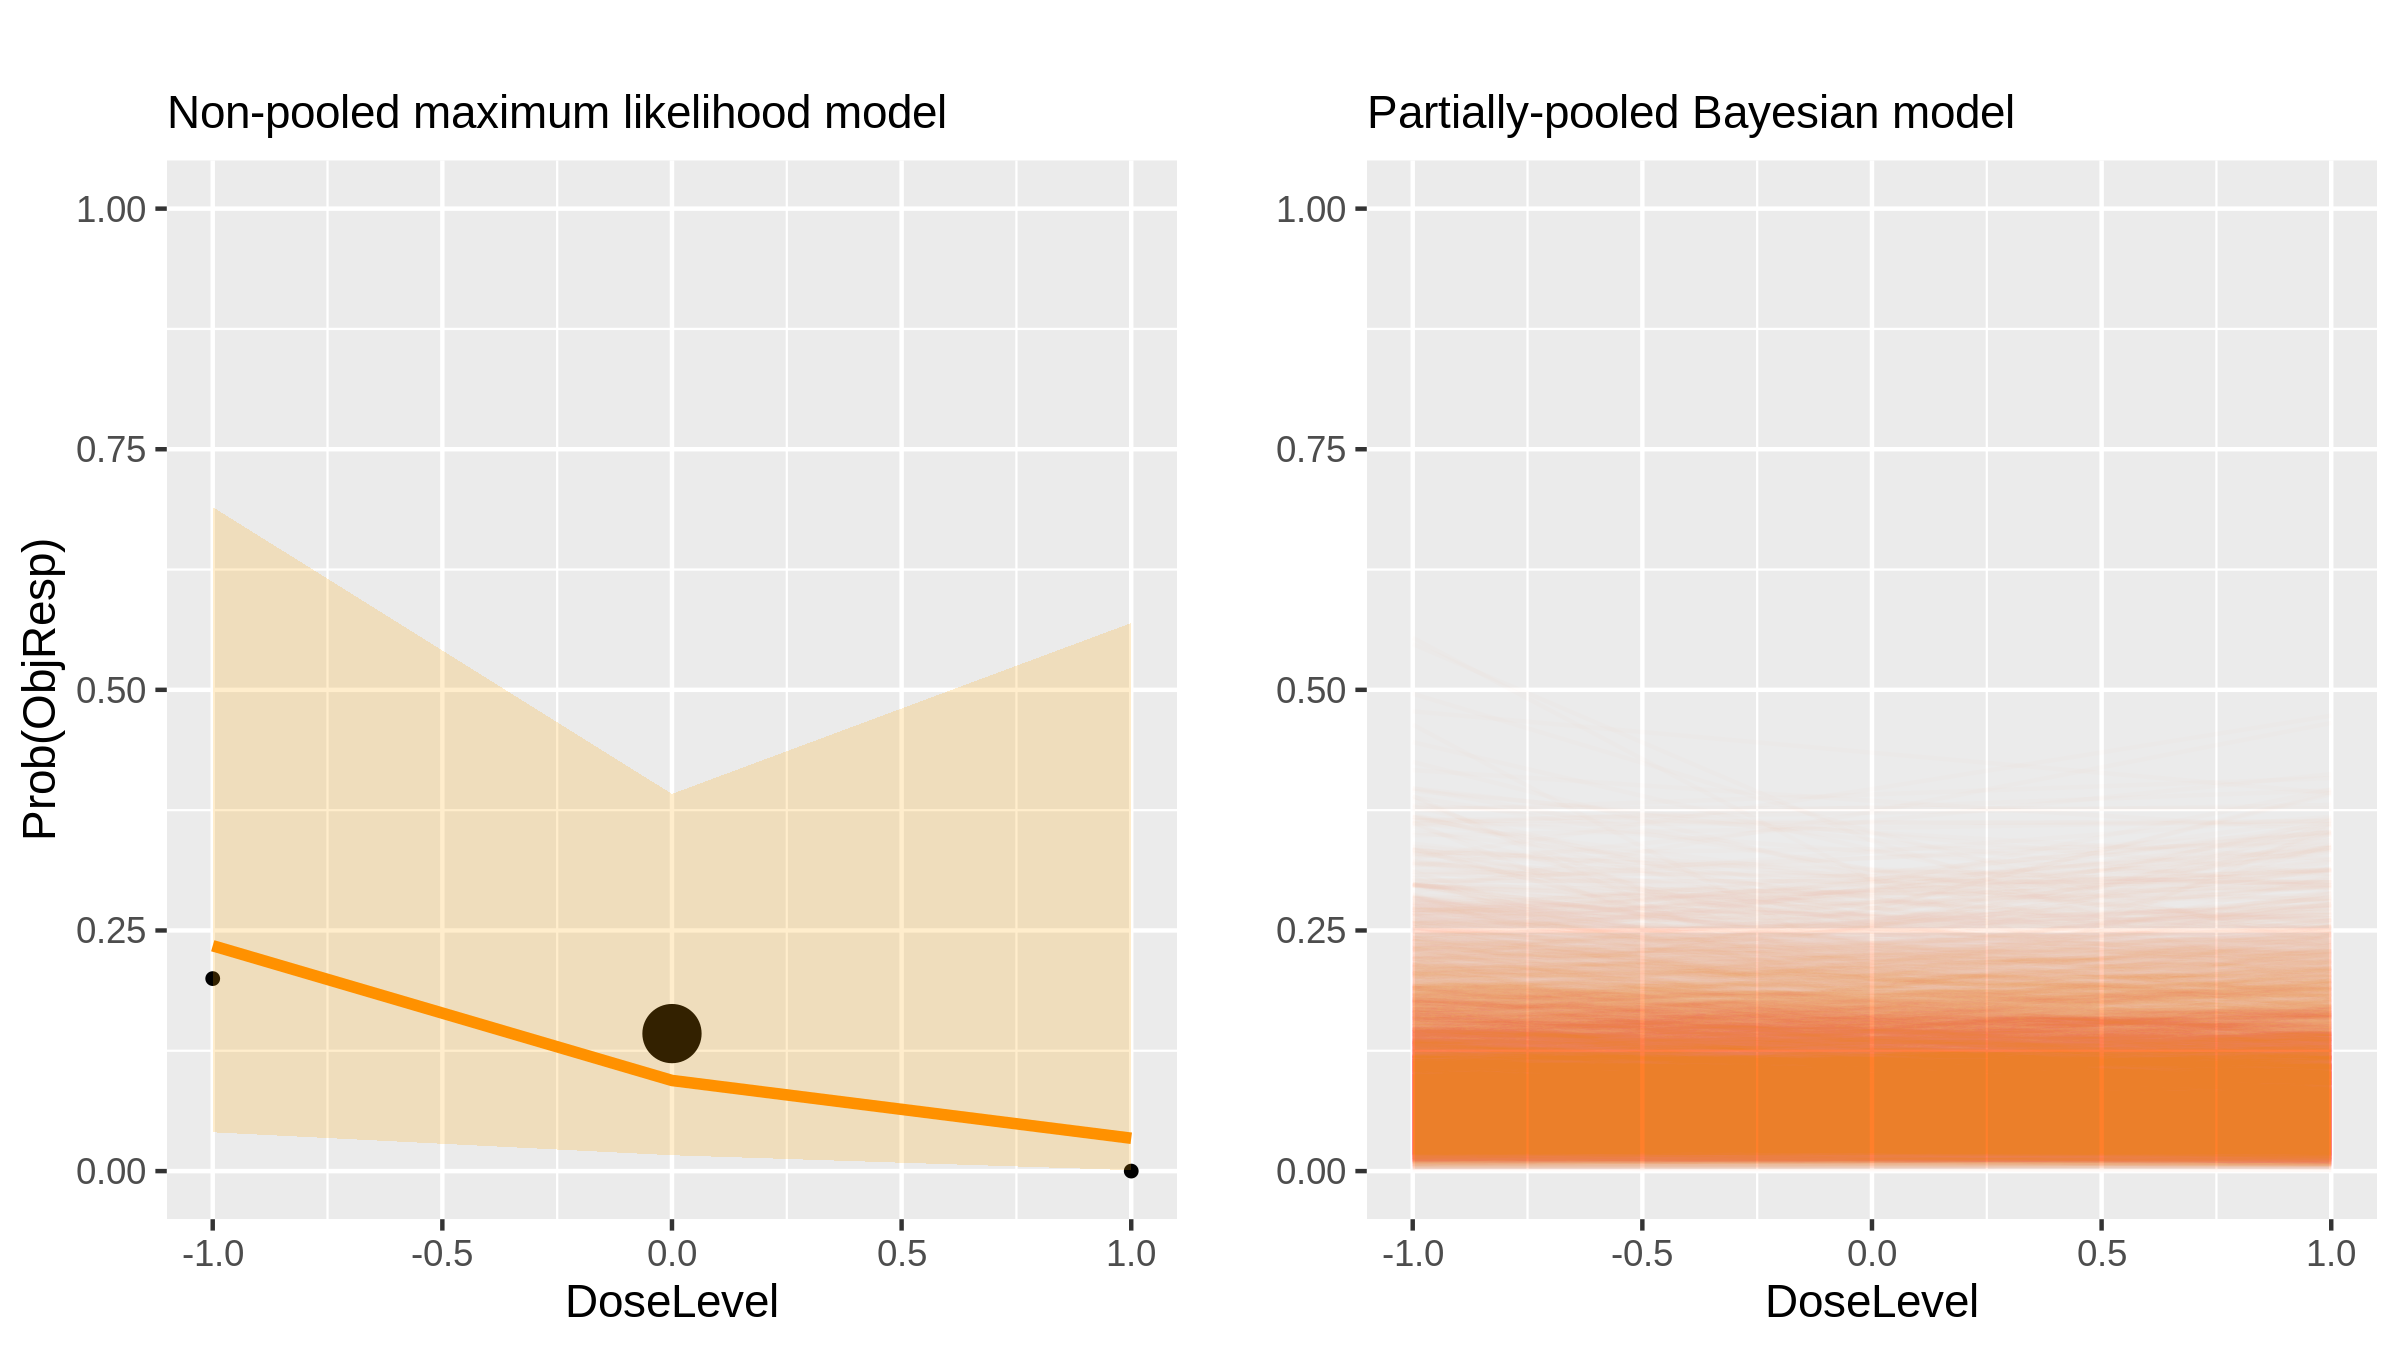 Non-pooled maximum likelihood model
Partially-pooled Bayesian model
Prob(ObjResp)
1.00
0.75
0.50
0.25
0.00
-1.0 -0.5 0.0 0.5 1.0
DoseLevel
1.00
0.75
0.50
0.25
0.00
-1.0 -0.5 0.0 0.5 1.0
DoseLevel